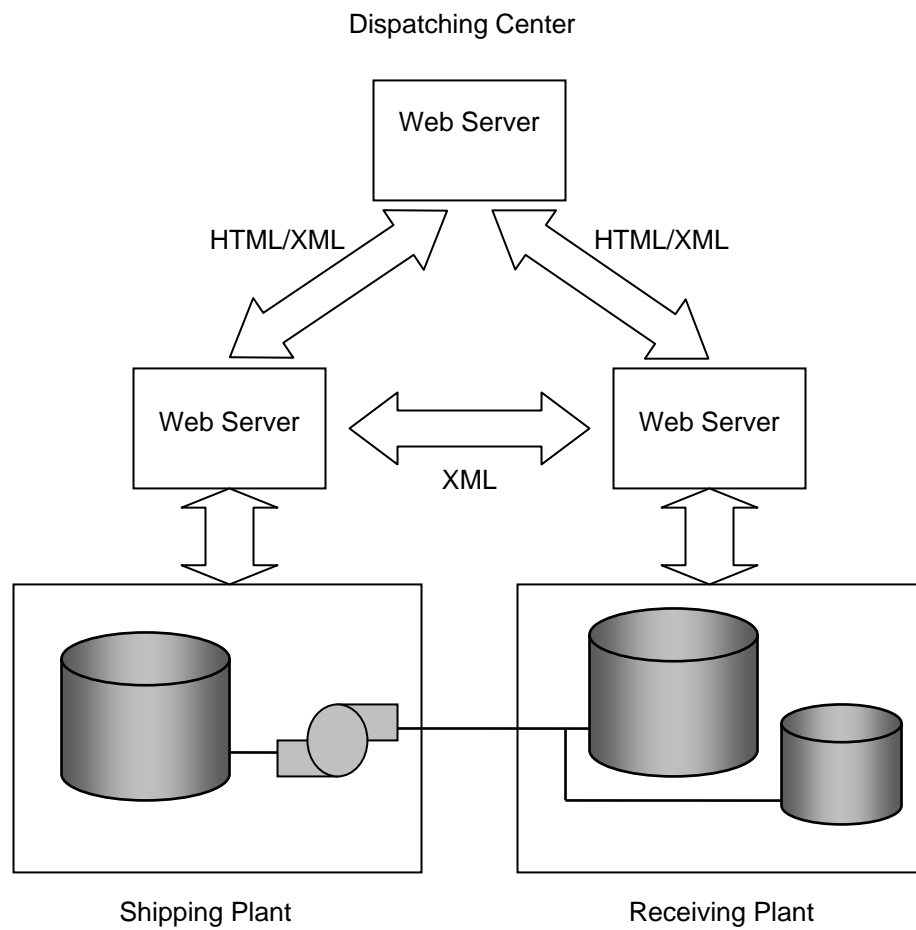 Dispatching Center
Web Server
HTML/XML
HTML/XML
Web Server
Web Server
XML
Shipping Plant
Receiving Plant